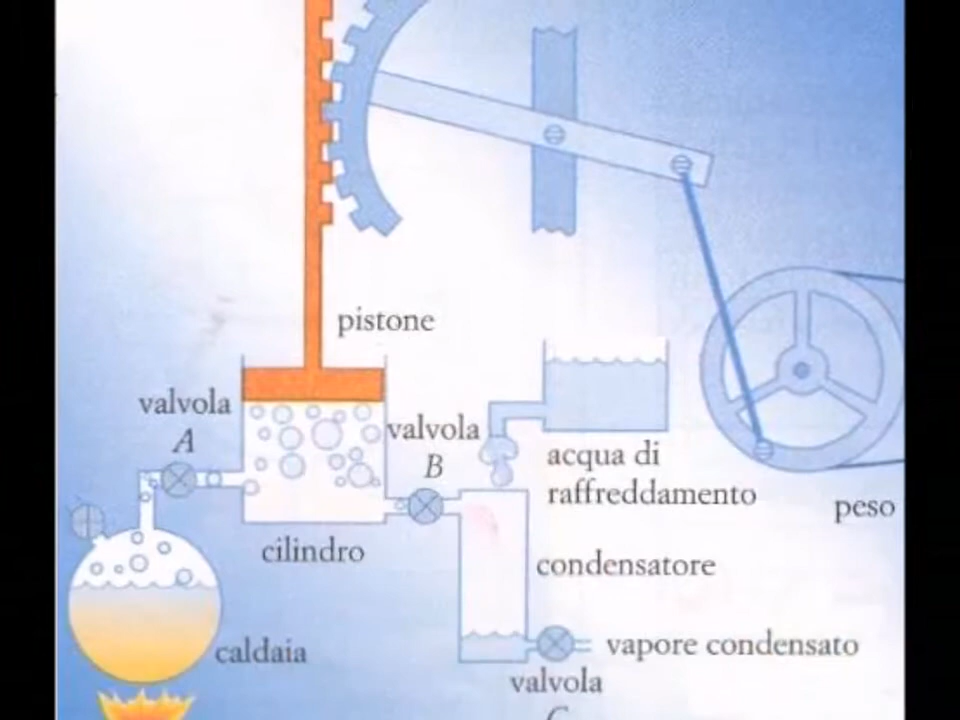 pistone
valvola
A
valvola
B
acqua di
raffreddamento
peso
cilindro
condensatore
caldaia
vapore condensato
valvola
C